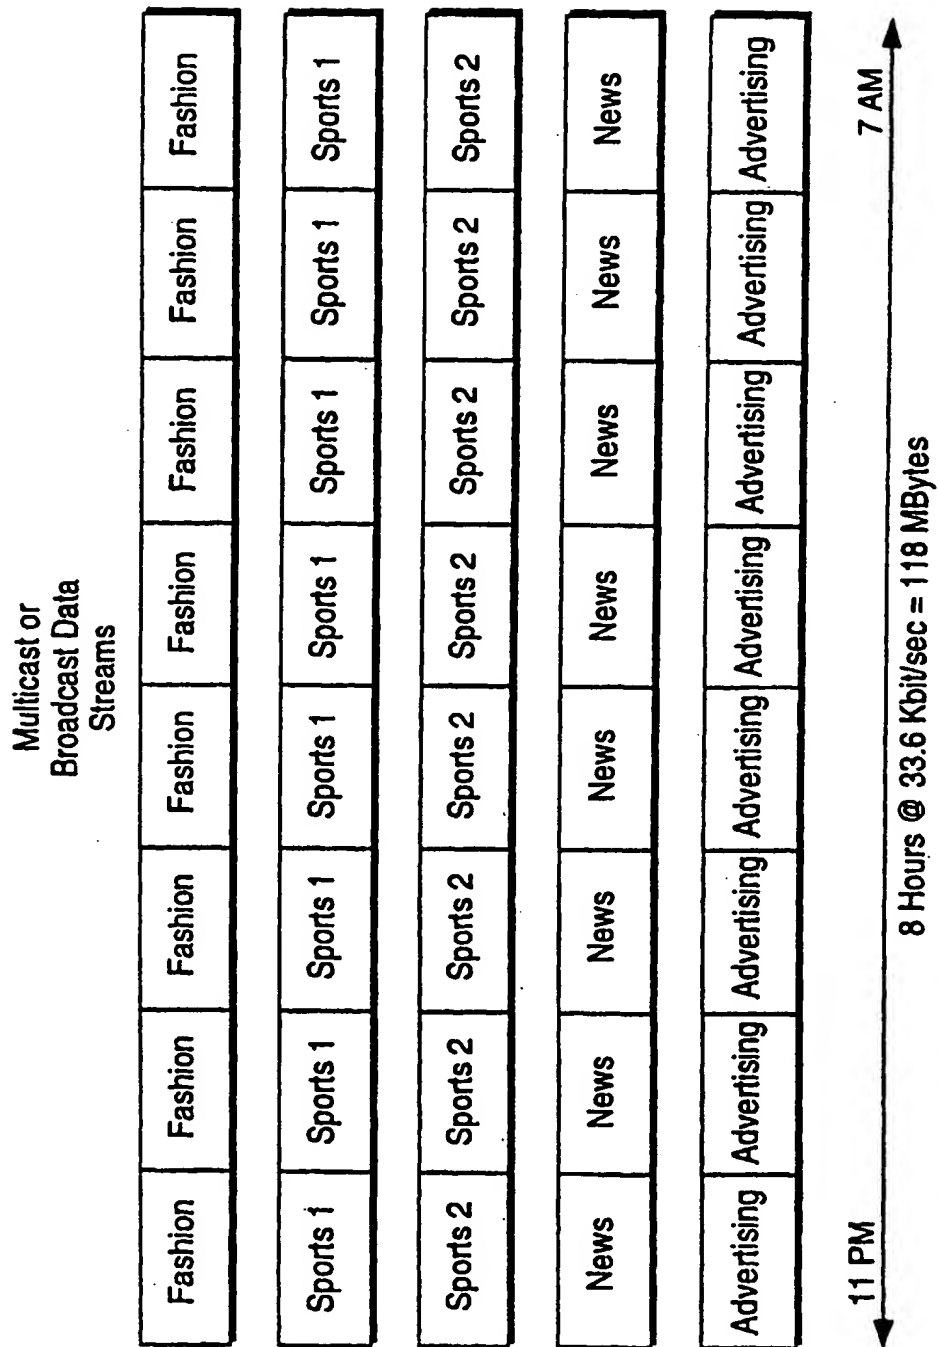 Multicast or
Broadcast Data
Streams
Fashion Fashion Fashion Fashion Fashion Fashion Fashion Fashion
Sports 1 Sports 1 Sports 1 Sports 1 Sports 1 Sports 1 Sports 1 Sports 1
Sports 2 Sports 2 Sports 2 Sports 2 Sports 2 Sports 2 Sports 2 Sports 2
News News News News News News News News
Advertising Advertising Advertising Advertising Advertising Advertising Advertising Advertising
11 PM 7 AM
8 Hours @ 33.6 Kbit/sec = 118 MBytes